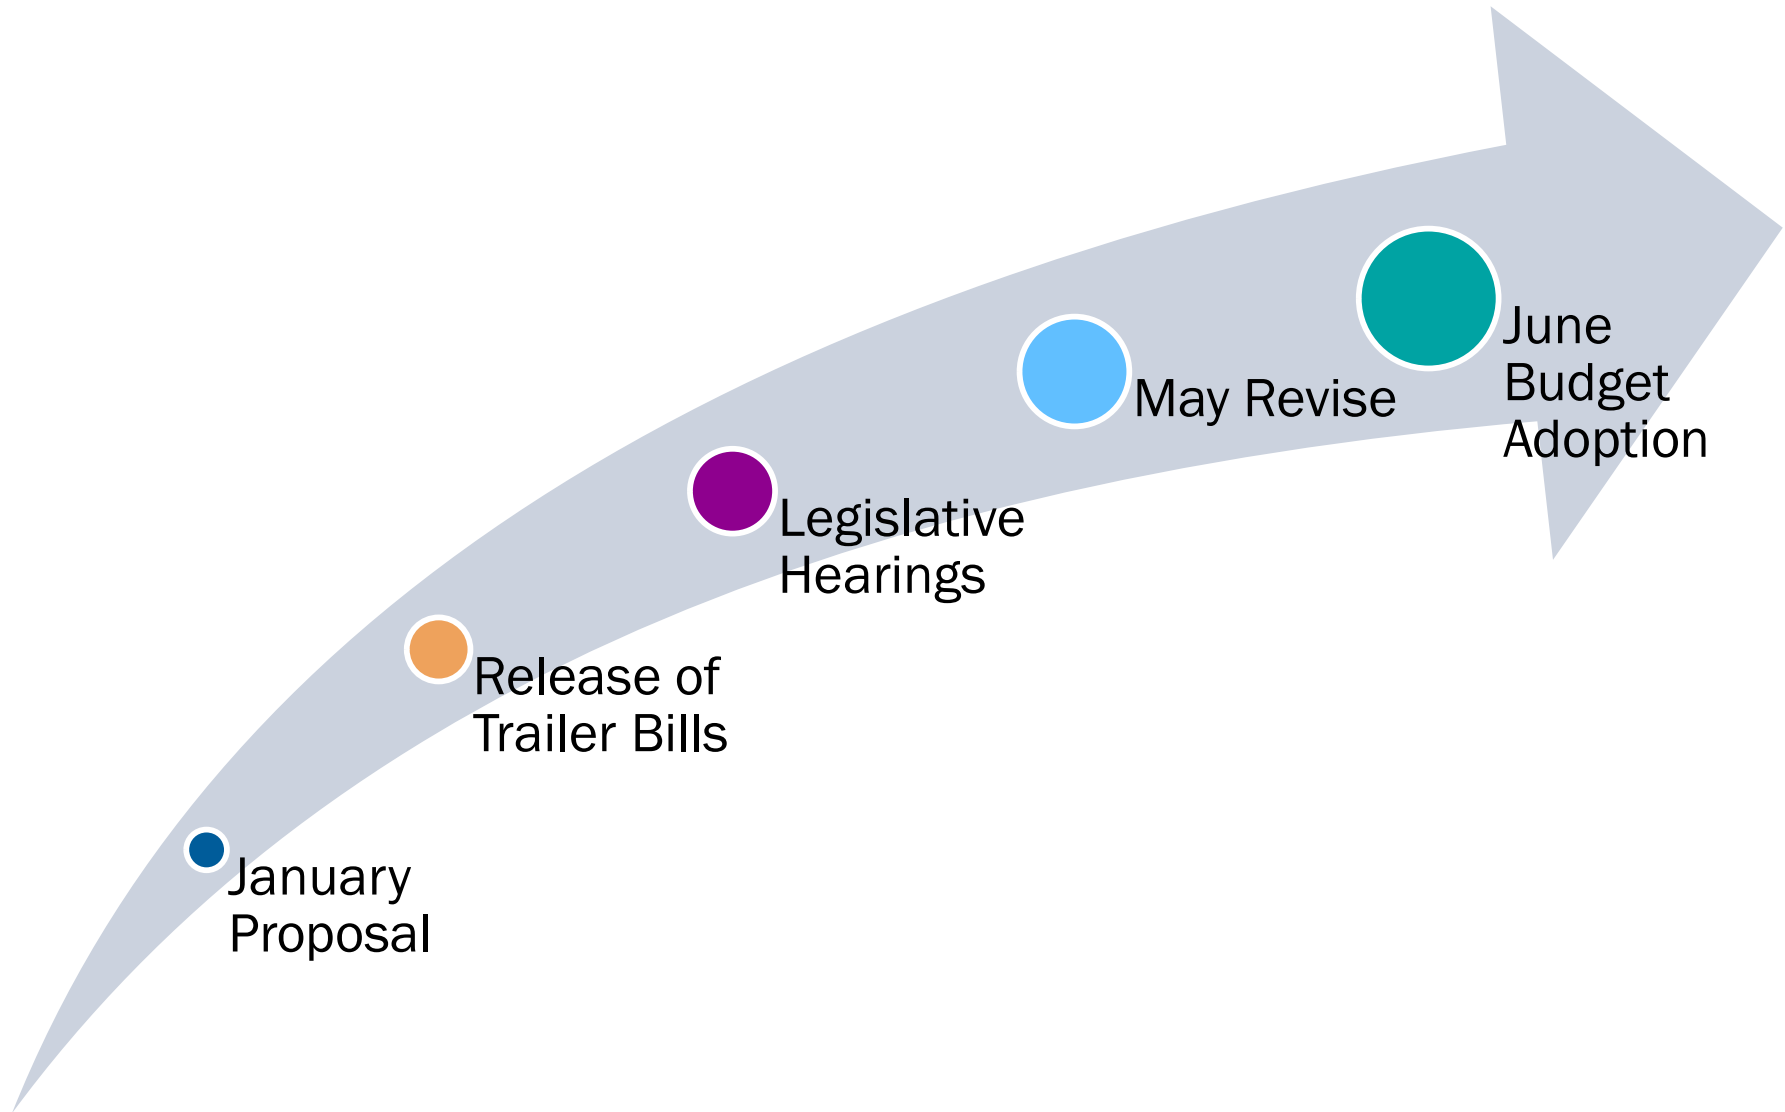 January
Proposal
Release of
Trailer Bills
Legislative
Hearings
May Revise
June
Budget
Adoption